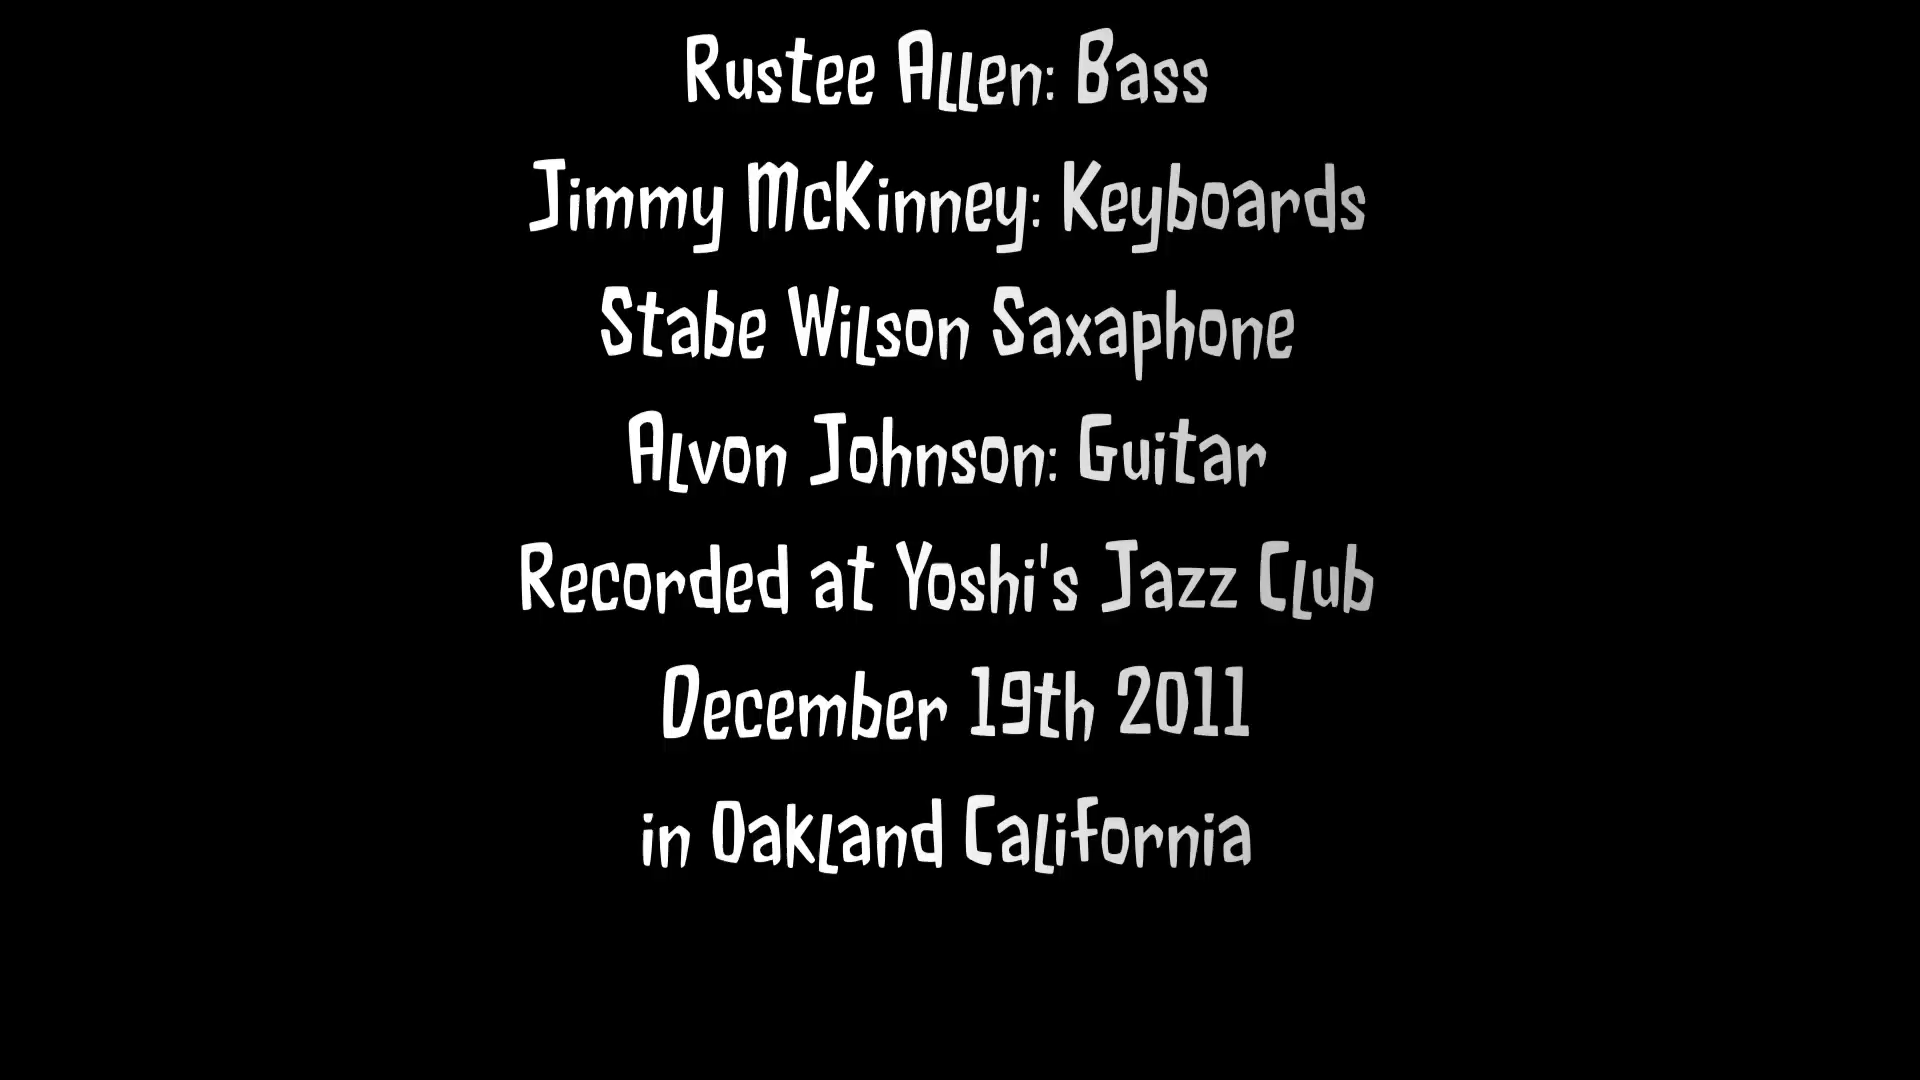 Rustee Allen: Bass
Jimmy McKinney: Keyboards
Stabe Wilson Saxaphone
Alvon Johnson: Guitar
Recorded at Yoshi's Jazz Club
December 19th 2011
in Oakland California